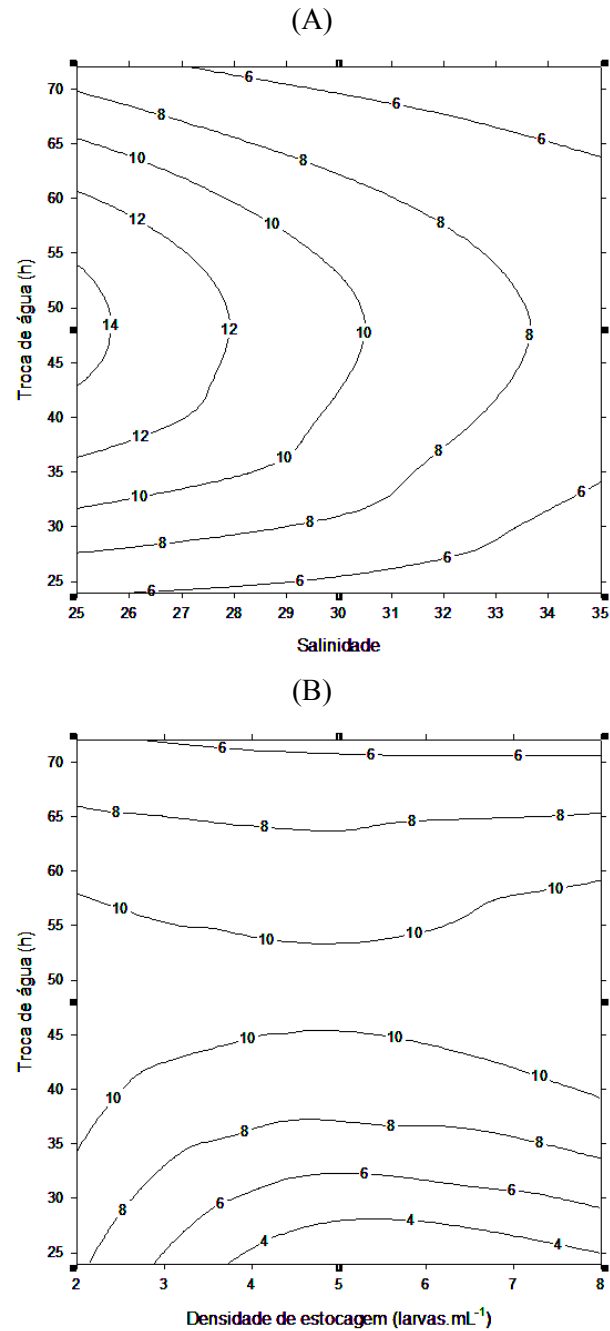 (A)
Troca de água (h)
70
65
60
55
50
45
40
35
30
25
6 6 6
8 8 8 8 8 8 8
10 10 10 10 10
12 12 12
14
6 6 6 6
25 26 27 28 29 30 31 32 33 34 35
Salinidade
(B)
Troca de água (h)
70
65
60
55
50
45
40
35
30
25
6 6 6
8 8 8 8
10 10 10 10
10 10 10 10
8 8 8 8
6 6 6
4 4 4
2 3 4 5 6 7 8
Densidade de estocagem (larvas.mL⁻¹)